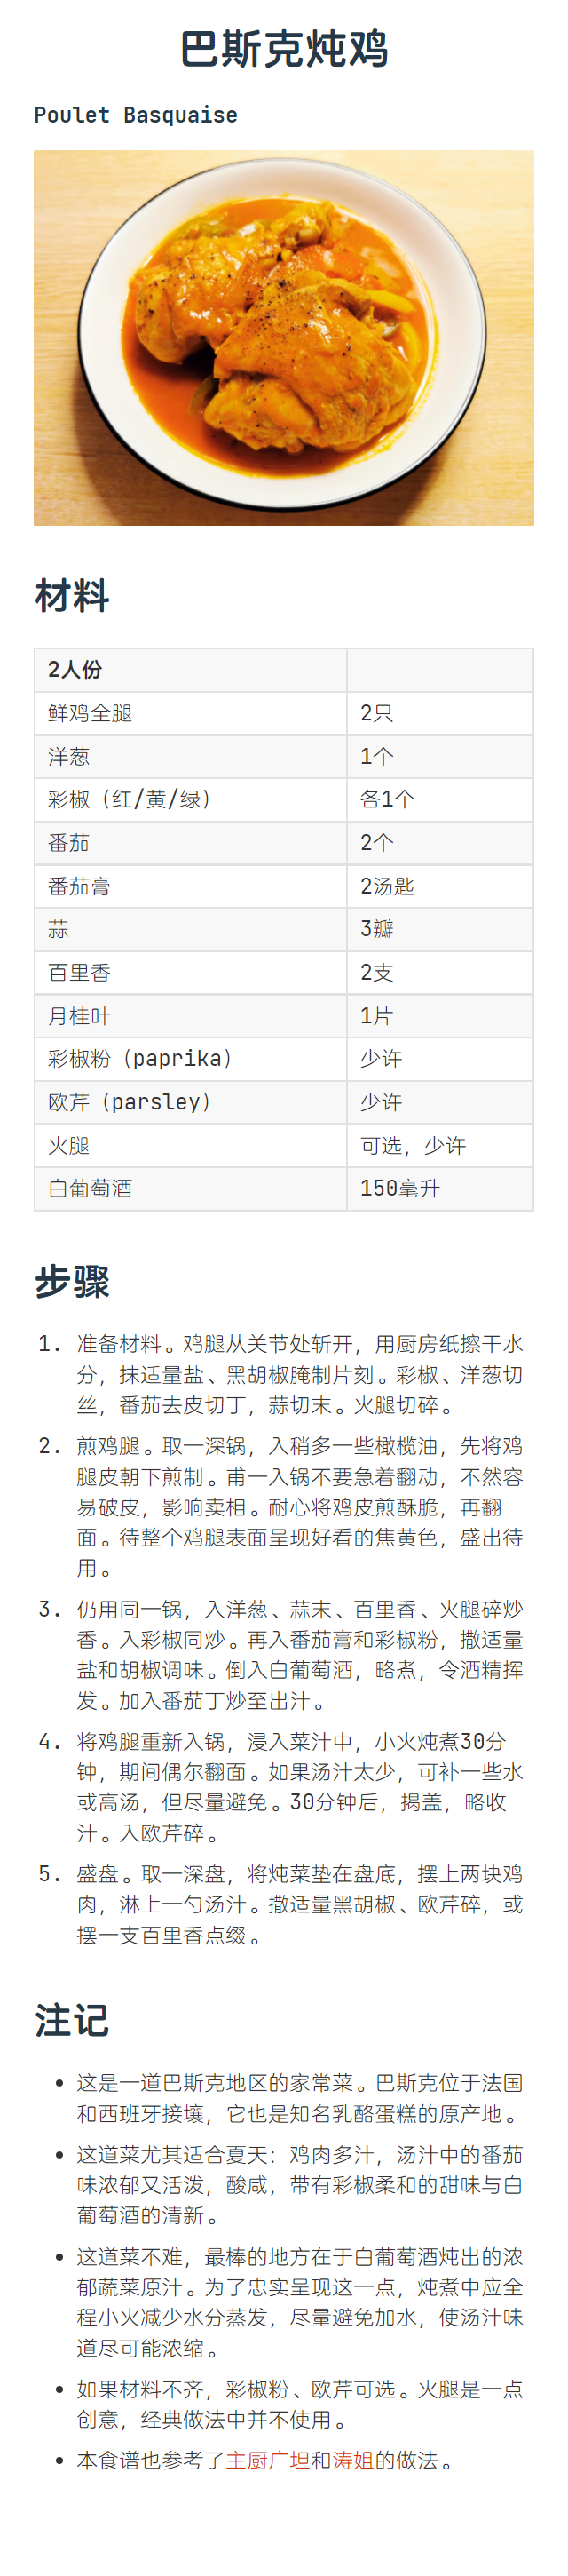 巴斯克炖鸡
Poulet Basquaise
材料
2人份
鲜鸡全腿 2只
洋葱 1个
彩椒（红/黄/绿） 各1个
番茄 2个
番茄膏 2汤匙
蒜 3瓣
百里香 2支
月桂叶 1片
彩椒粉（paprika） 少许
欧芹（parsley） 少许
火腿 可选，少许
白葡萄酒 150毫升
步骤
1. 准备材料。鸡腿从关节处斩开，用厨房纸擦干水
分，抹适量盐、黑胡椒腌制片刻。彩椒、洋葱切
丝，番茄去皮切丁，蒜切末。火腿切碎。
2. 煎鸡腿。取一深锅，入稍多一些橄榄油，先将鸡
腿皮朝下煎制。甫一入锅不要急着翻动，不然容
易破皮，影响卖相。耐心将鸡皮煎酥脆，再翻
面。待整个鸡腿表面呈现好看的焦黄色，盛出待
用。
3. 仍用同一锅，入洋葱、蒜末、百里香、火腿碎炒
香。入彩椒同炒。再入番茄膏和彩椒粉，撒适量
盐和胡椒调味。倒入白葡萄酒，略煮，令酒精挥
发。加入番茄丁炒至出汁。
4. 将鸡腿重新入锅，浸入菜汁中，小火炖煮30分
钟，期间偶尔翻面。如果汤汁太少，可补一些水
或高汤，但尽量避免。30分钟后，揭盖，略收
汁。入欧芹碎。
5. 盛盘。取一深盘，将炖菜垫在盘底，摆上两块鸡
肉，淋上一勺汤汁。撒适量黑胡椒、欧芹碎，或
摆一支百里香点缀。
注记
• 这是一道巴斯克地区的家常菜。巴斯克位于法国
和西班牙接壤，它也是知名乳酪蛋糕的原产地。
• 这道菜尤其适合夏天：鸡肉多汁，汤汁中的番茄
味浓郁又活泼，酸咸，带有彩椒柔和的甜味与白
葡萄酒的清新。
• 这道菜不难，最棒的地方在于白葡萄酒炖出的浓
郁蔬菜原汁。为了忠实呈现这一点，炖煮中应全
程小火减少水分蒸发，尽量避免加水，使汤汁味
道尽可能浓缩。
• 如果材料不齐，彩椒粉、欧芹可选。火腿是一点
创意，经典做法中并不使用。
• 本食谱也参考了主厨广坦和涛姐的做法。